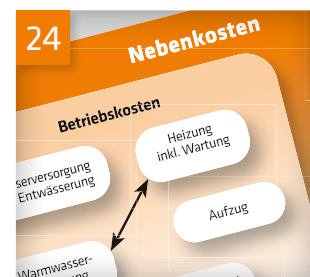 24
Nebenkosten
Betriebskosten
Heizung
inkl. Wartung
serversorgung
Entwässerung
Aufzug
Warmwasser-